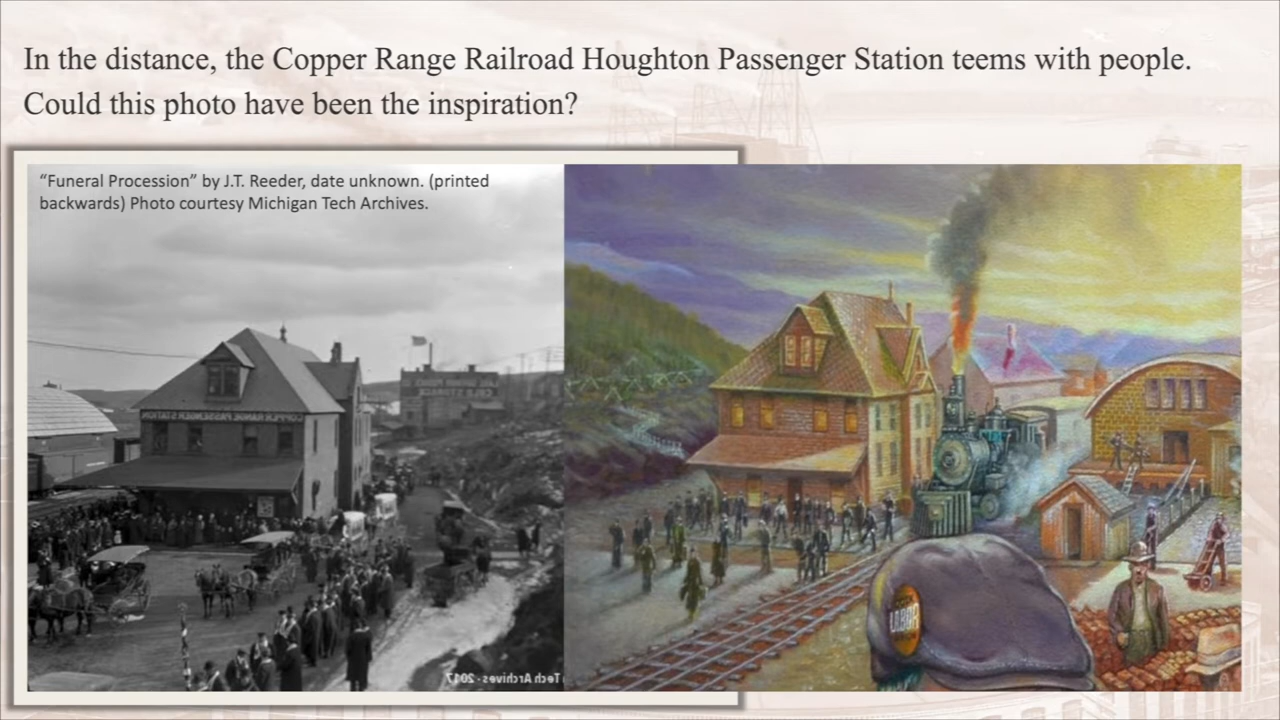 In the distance, the Copper Range Railroad Houghton Passenger Station teems with people.
Could this photo have been the inspiration?
“Funeral Procession” by J.T. Reeder, date unknown. (printed
backwards) Photo courtesy Michigan Tech Archives.
COPPER RANGE PASSENGER STATION
LABOR
Tech Archives - 2017